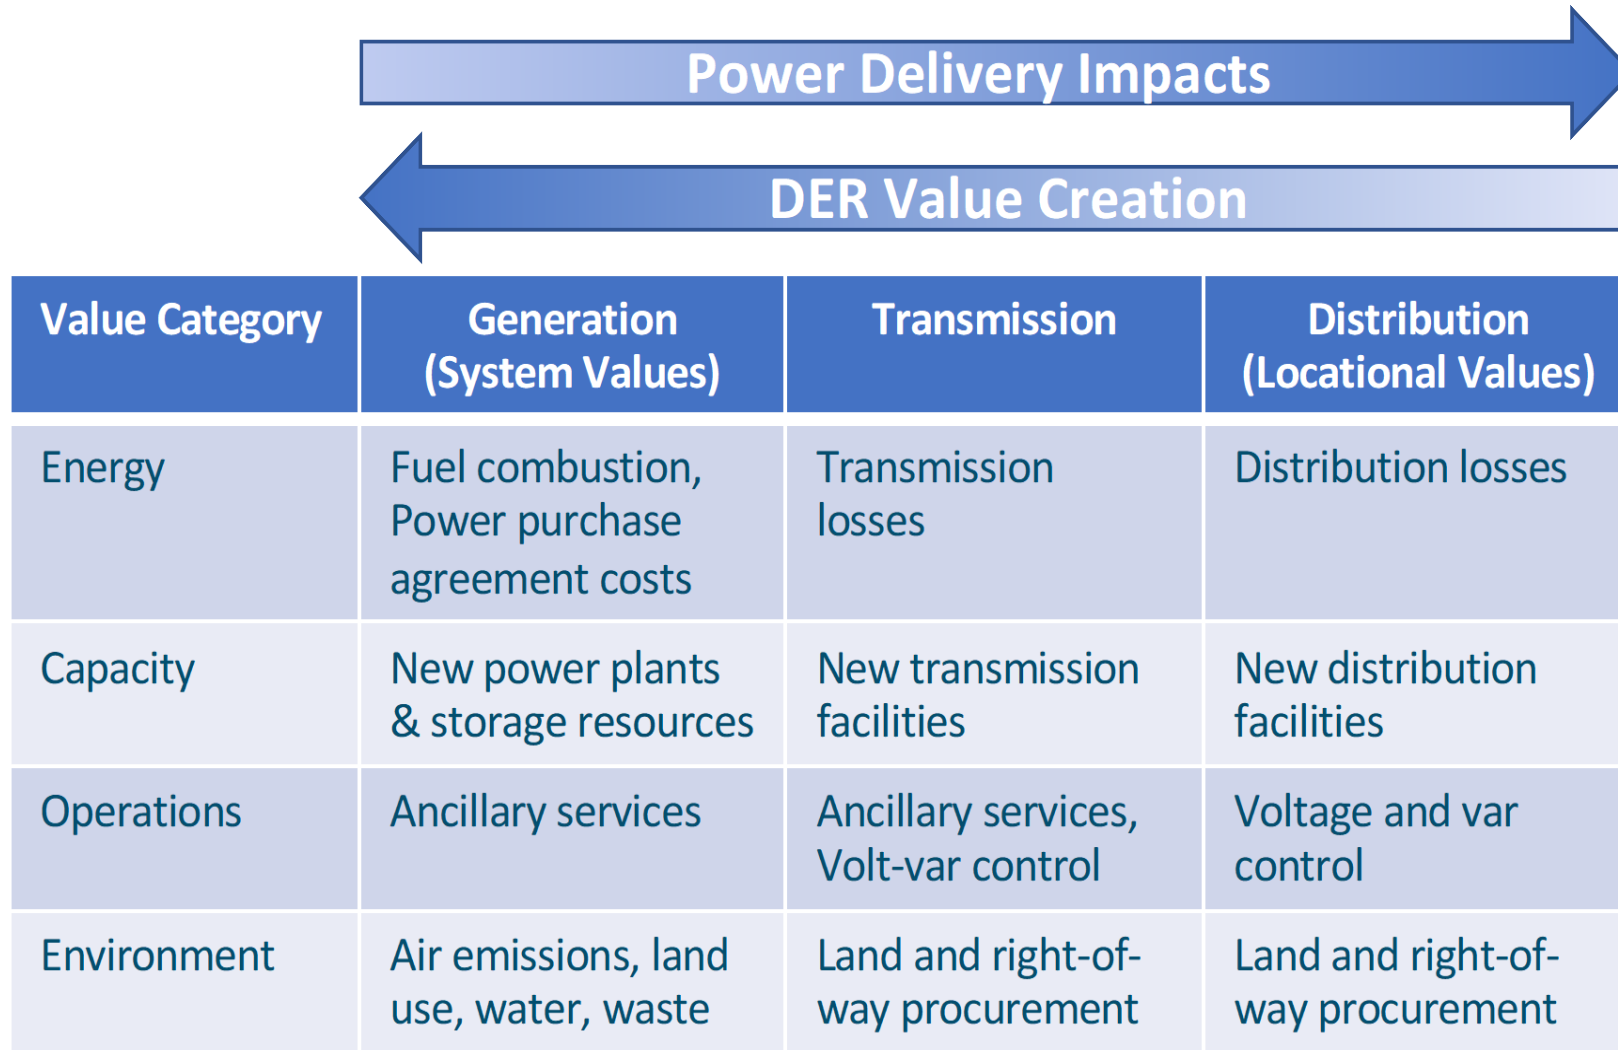 Power Delivery Impacts
DER Value Creation
Value Category
Generation
(System Values)
Transmission
Distribution
(Locational Values)
Energy
Fuel combustion,
Power purchase
agreement costs
Transmission
losses
Distribution losses
Capacity
New power plants
& storage resources
New transmission
facilities
New distribution
facilities
Operations
Ancillary services
Ancillary services,
Volt-var control
Voltage and var
control
Environment
Air emissions, land
use, water, waste
Land and right-of-
way procurement
Land and right-of-
way procurement